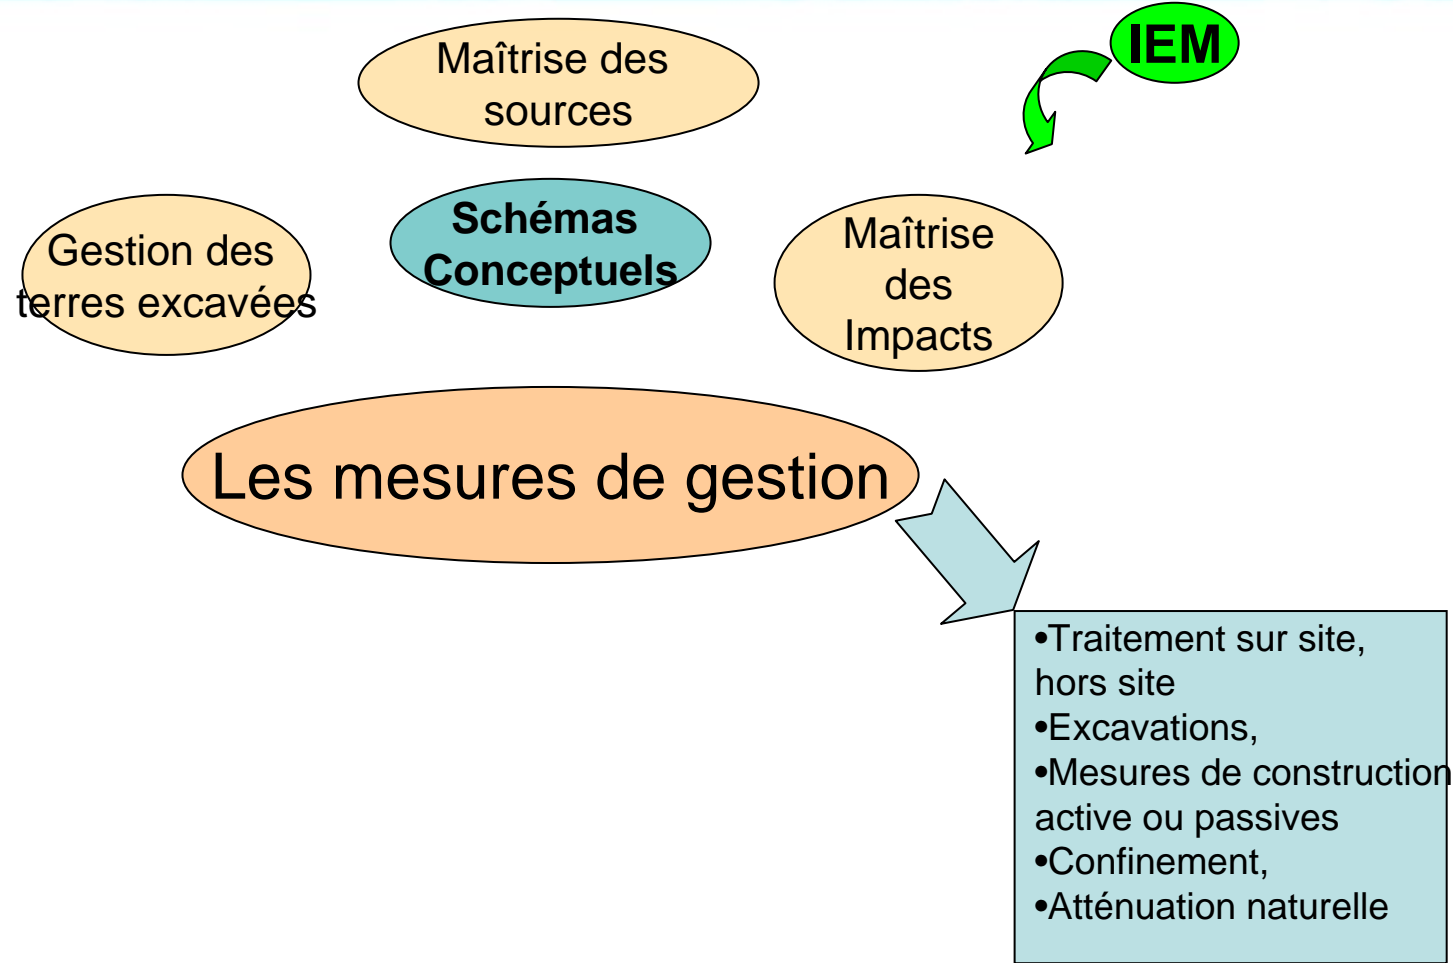 Maîtrise des
sources
IEM
Schémas
Conceptuels
Gestion des
terres excavées
Maîtrise
des
Impacts
Les mesures de gestion
•Traitement sur site,
hors site
•Excavations,
•Mesures de construction
active ou passives
•Confinement,
•Atténuation naturelle